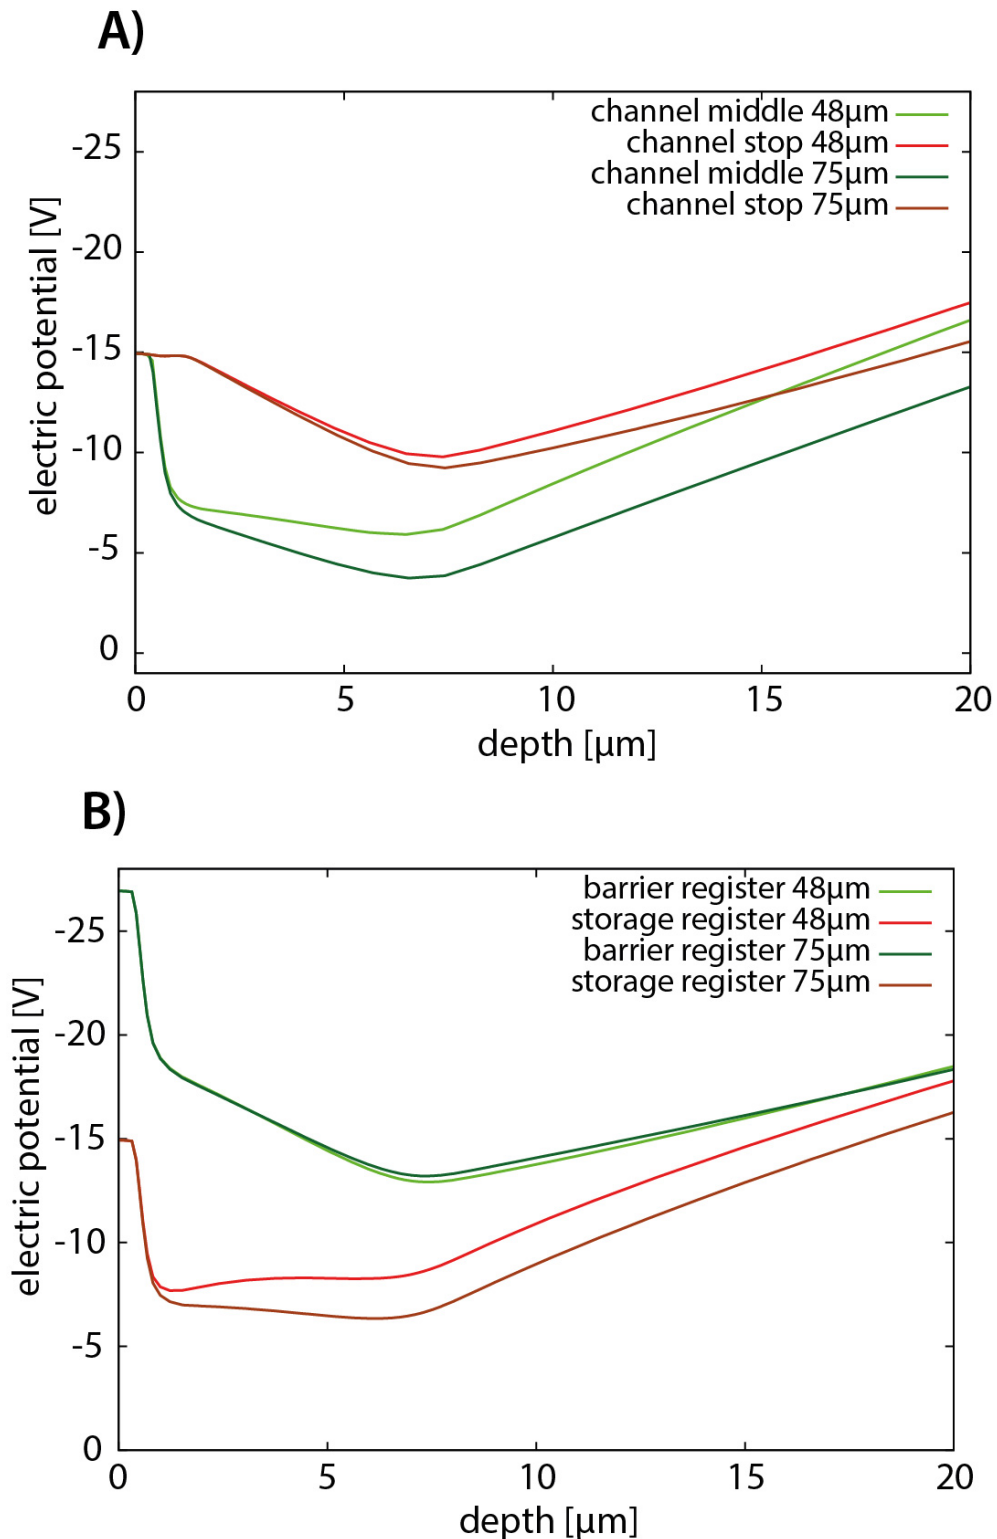 A)
channel middle 48µm
channel stop 48µm
channel middle 75µm
channel stop 75µm
electric potential [V]
-25
-20
-15
-10
-5
0
0 5 10 15 20
depth [µm]
B)
barrier register 48µm
storage register 48µm
barrier register 75µm
storage register 75µm
electric potential [V]
-25
-20
-15
-10
-5
0
0 5 10 15 20
depth [µm]